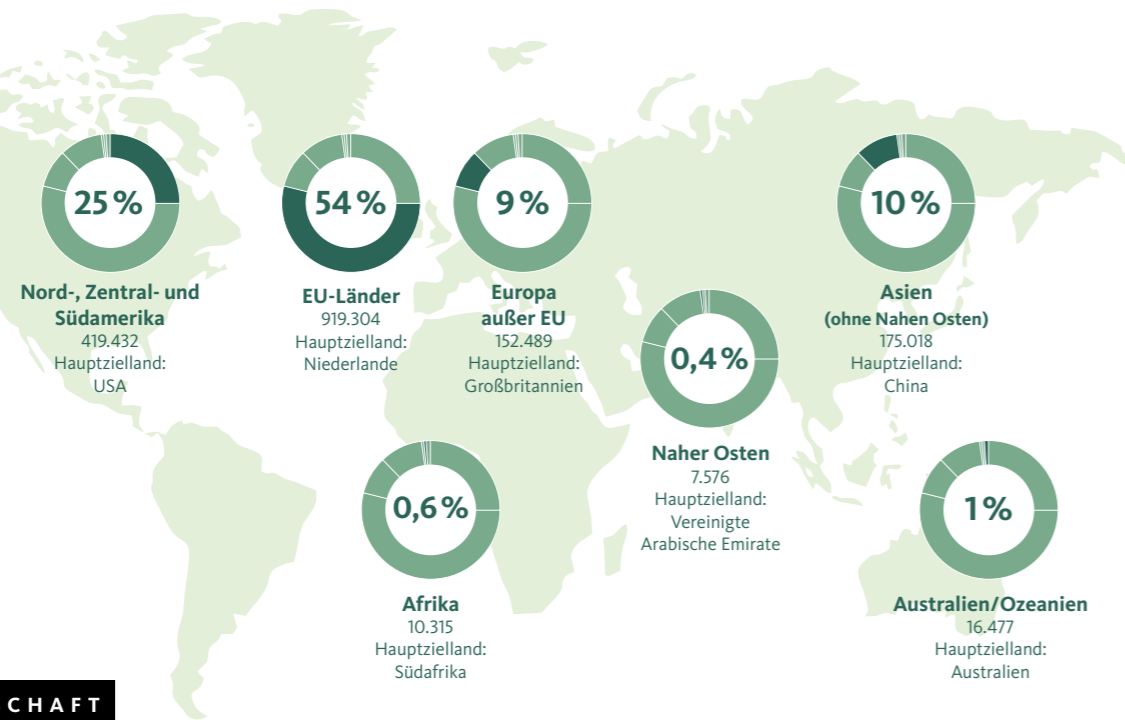 25 %
Nord-, Zentral- und
Südamerika
419.432
Hauptzielland:
USA
54 %
EU-Länder
919.304
Hauptzielland:
Niederlande
9 %
Europa
außer EU
152.489
Hauptzielland:
Großbritannien
10 %
Asien
(ohne Nahen Osten)
175.018
Hauptzielland:
China
0,4 %
Naher Osten
7.576
Hauptzielland:
Vereinigte
Arabische Emirate
0,6 %
Afrika
10.315
Hauptzielland:
Südafrika
1 %
Australien/Ozeanien
16.477
Hauptzielland:
Australien
CHAFT